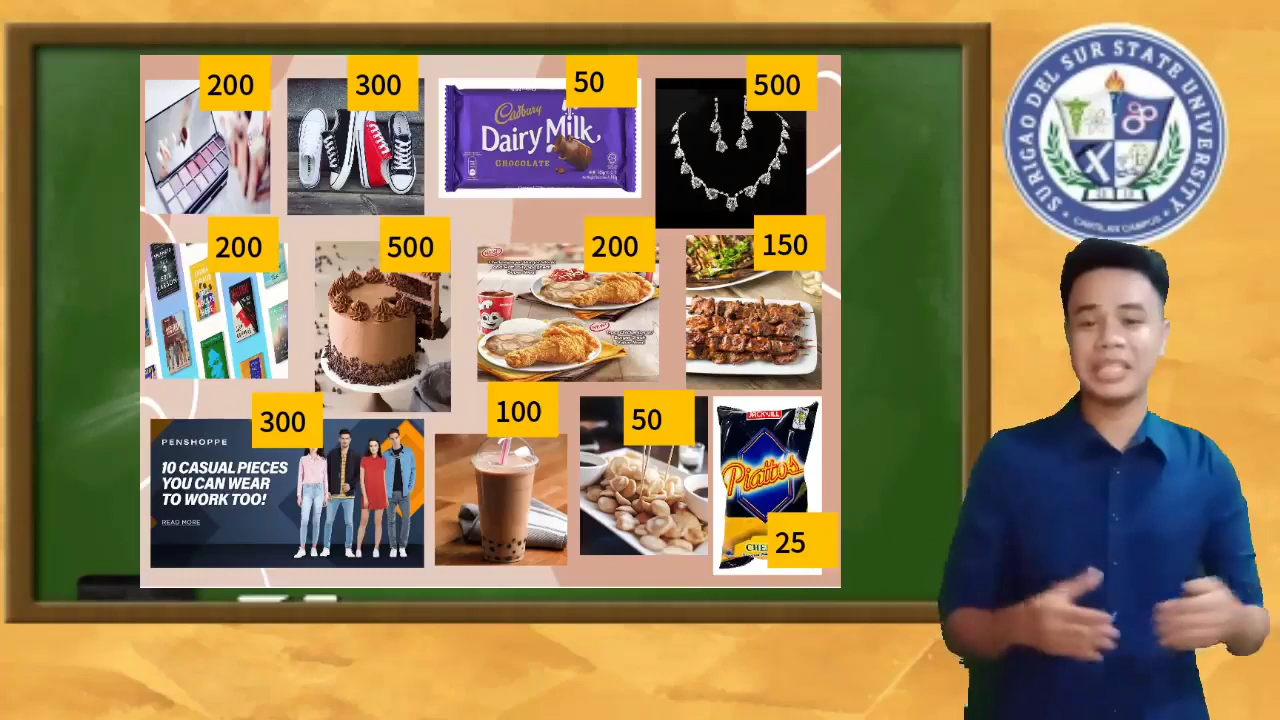 200
300
50
500
Cadbury
Dairy Milk
CHOCOLATE
200
500
200
150
300
100
50
25
PENSHOPPE
10 CASUAL PIECES
YOU CAN WEAR
TO WORK TOO!
READ MORE
JACK 'n JILL
Piattos
SURIGAO DEL SUR STATE UNIVERSITY
CANTILAN CAMPUS